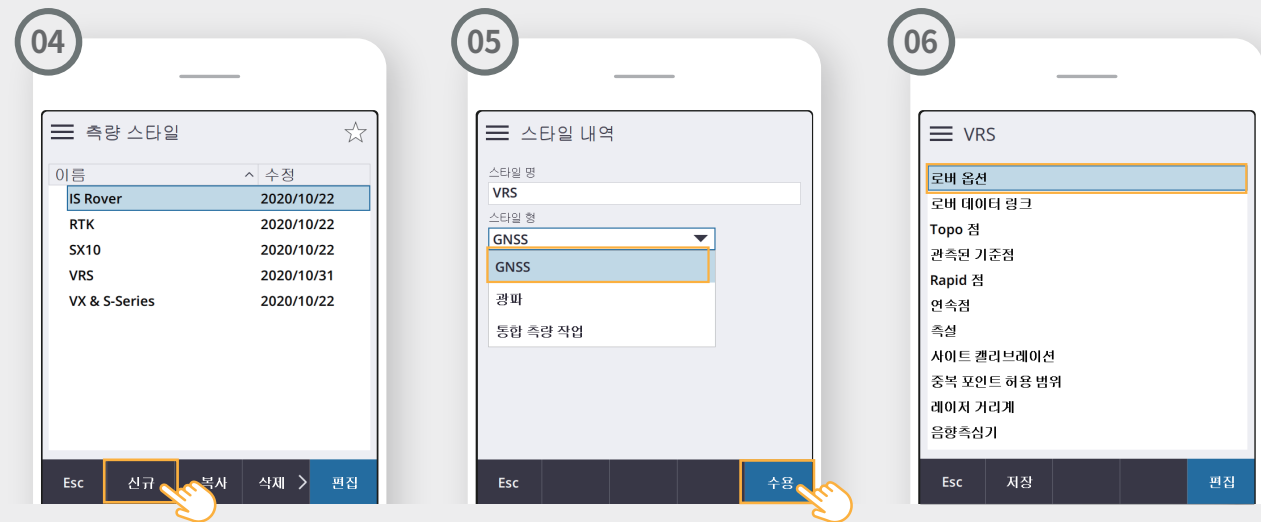 04
측량 스타일
이름 수정
IS Rover 2020/10/22
RTK 2020/10/22
SX10 2020/10/22
VRS 2020/10/31
VX & S-Series 2020/10/22
Esc 신규 복사 삭제 편집
05
스타일 내역
스타일 명
VRS
스타일 형
GNSS
GNSS
광파
통합 측량 작업
Esc 수용
06
VRS
로버 옵션
로버 데이터 링크
Topo 점
관측된 기준점
Rapid 점
연속점
측설
사이트 캘리브레이션
중복 포인트 허용 범위
레이저 거리계
음향측심기
Esc 저장 편집